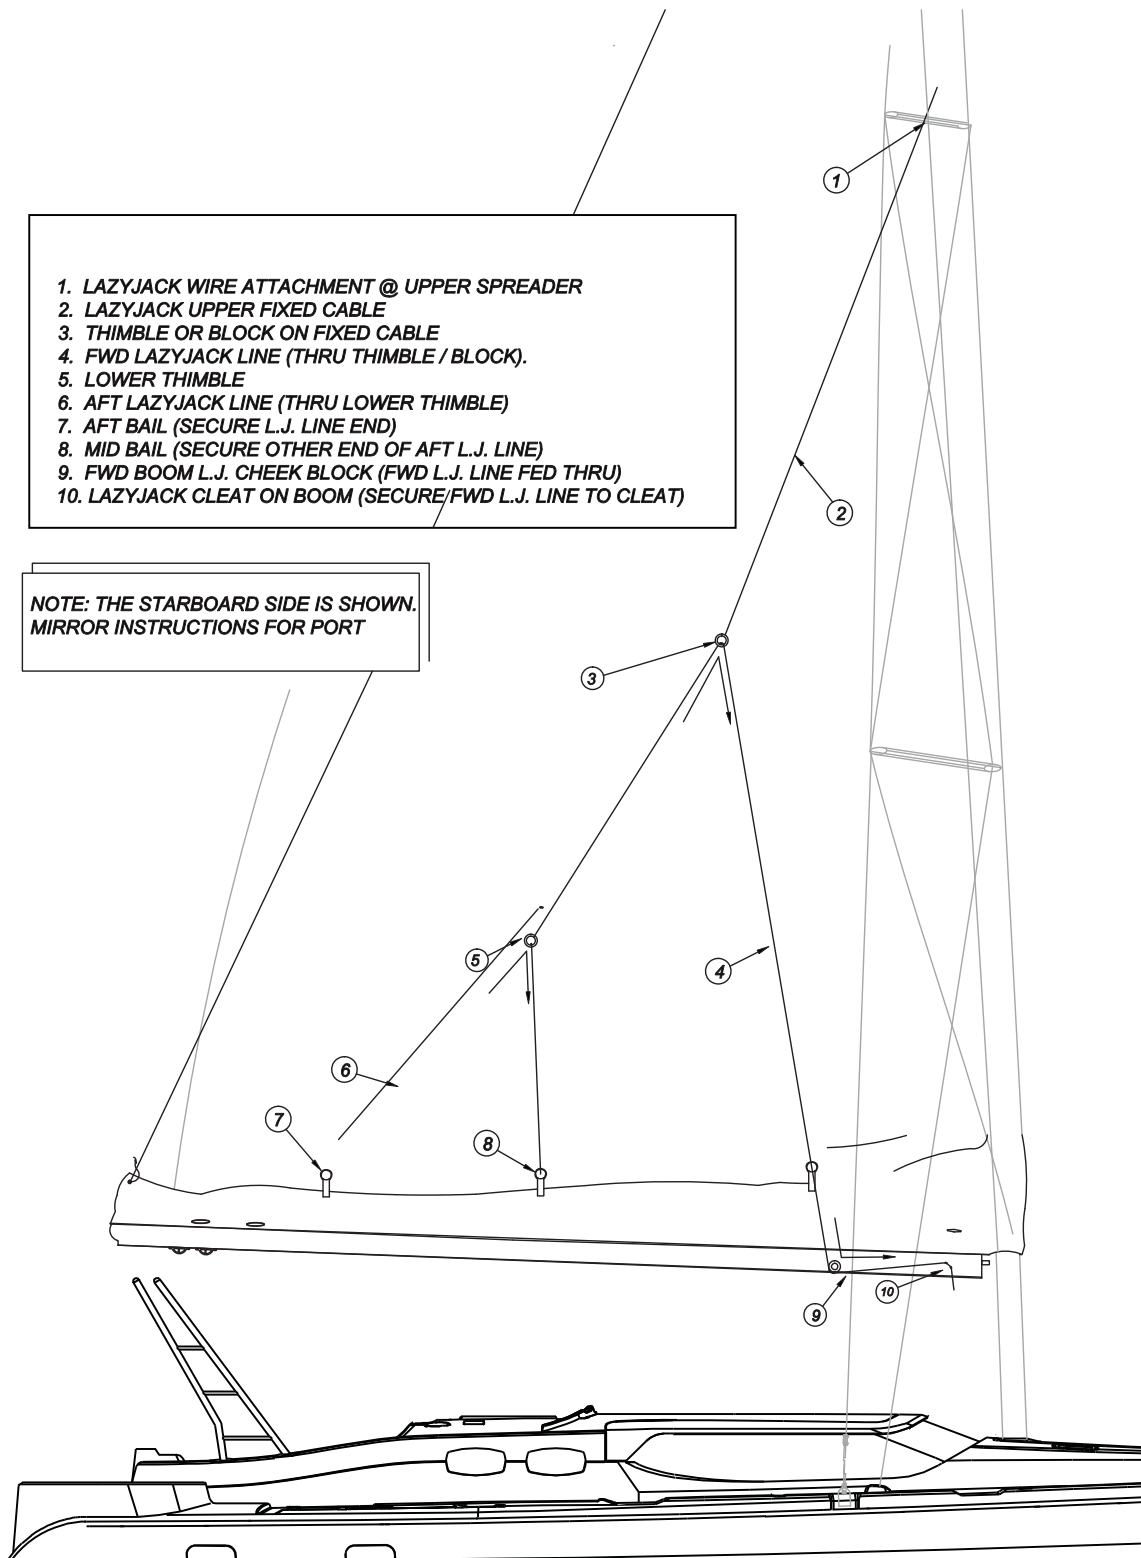 1
1. LAZYJACK WIRE ATTACHMENT @ UPPER SPREADER
2. LAZYJACK UPPER FIXED CABLE
3. THIMBLE OR BLOCK ON FIXED CABLE
4. FWD LAZYJACK LINE (THRU THIMBLE / BLOCK).
5. LOWER THIMBLE
6. AFT LAZYJACK LINE (THRU LOWER THIMBLE)
7. AFT BAIL (SECURE L.J. LINE END)
8. MID BAIL (SECURE OTHER END OF AFT L.J. LINE)
9. FWD BOOM L.J. CHEEK BLOCK (FWD L.J. LINE FED THRU)
10. LAZYJACK CLEAT ON BOOM (SECURE FWD L.J. LINE TO CLEAT)
2
NOTE: THE STARBOARD SIDE IS SHOWN.
MIRROR INSTRUCTIONS FOR PORT
3
5
4
6
7
8
10
9